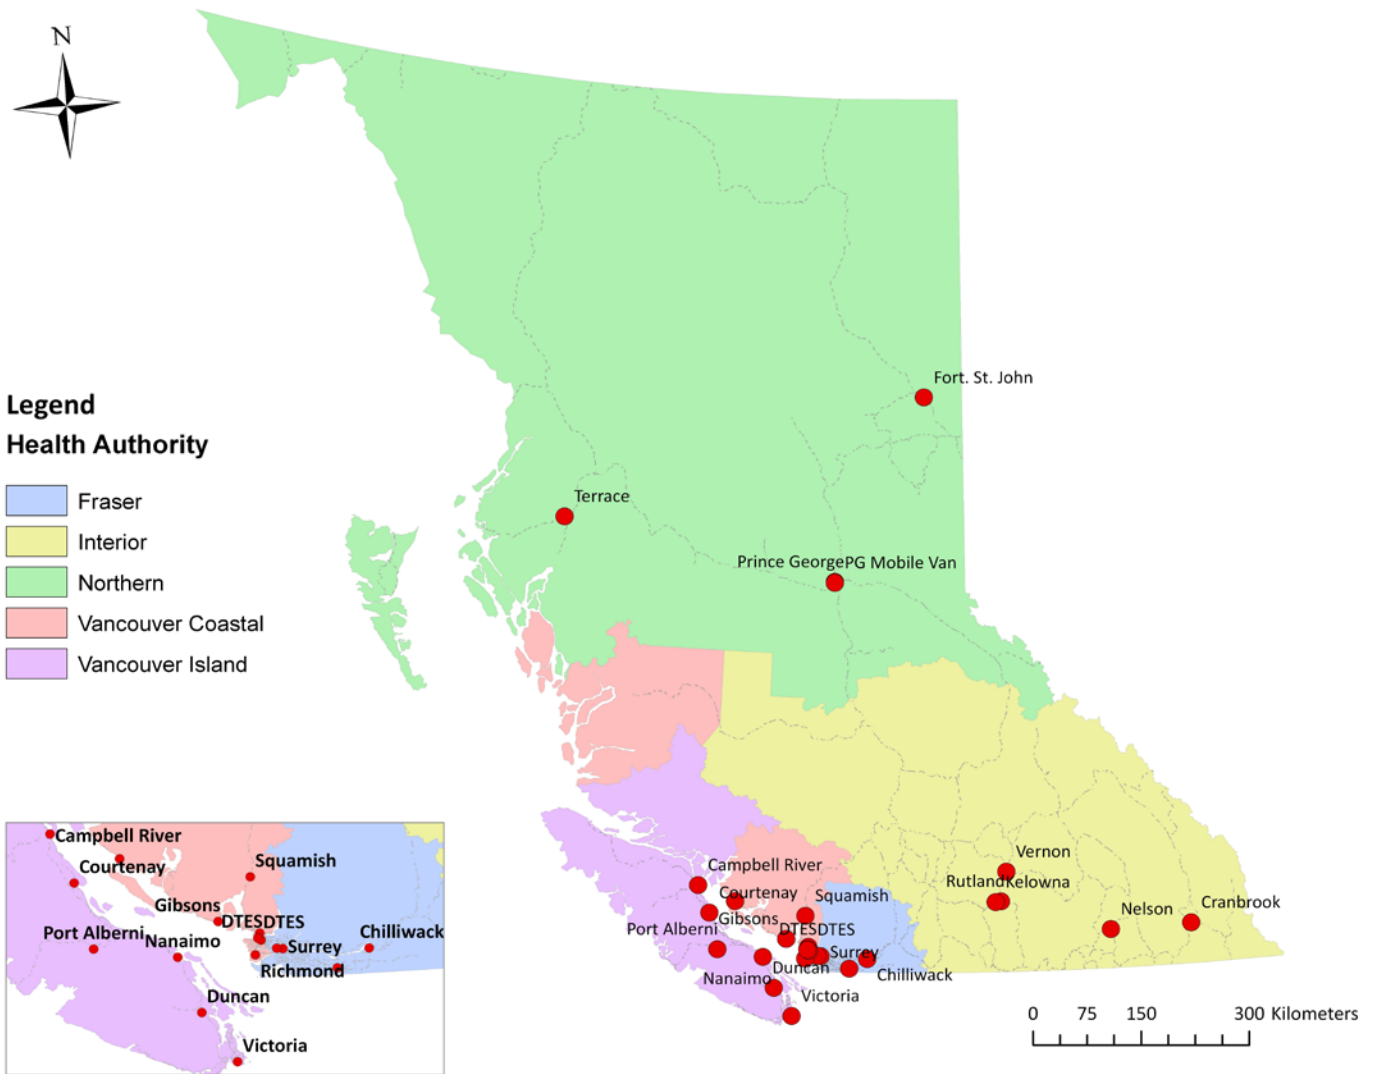 N
Fort. St. John
Legend
Health Authority
Fraser
Interior
Northern
Vancouver Coastal
Vancouver Island
Terrace
Prince GeorgePG Mobile Van
Vernon
RutlandKelowna
Nelson
Cranbrook
Campbell River
Courtenay
Squamish
Gibsons
DTESDTES
Port Alberni
Surrey
Duncan
Chilliwack
Nanaimo
Victoria
0 75 150 300 Kilometers
Campbell River
Courtenay
Squamish
Gibsons
DTESDTES
Port Alberni
Nanaimo
Surrey
Chilliwack
Richmond
Duncan
Victoria